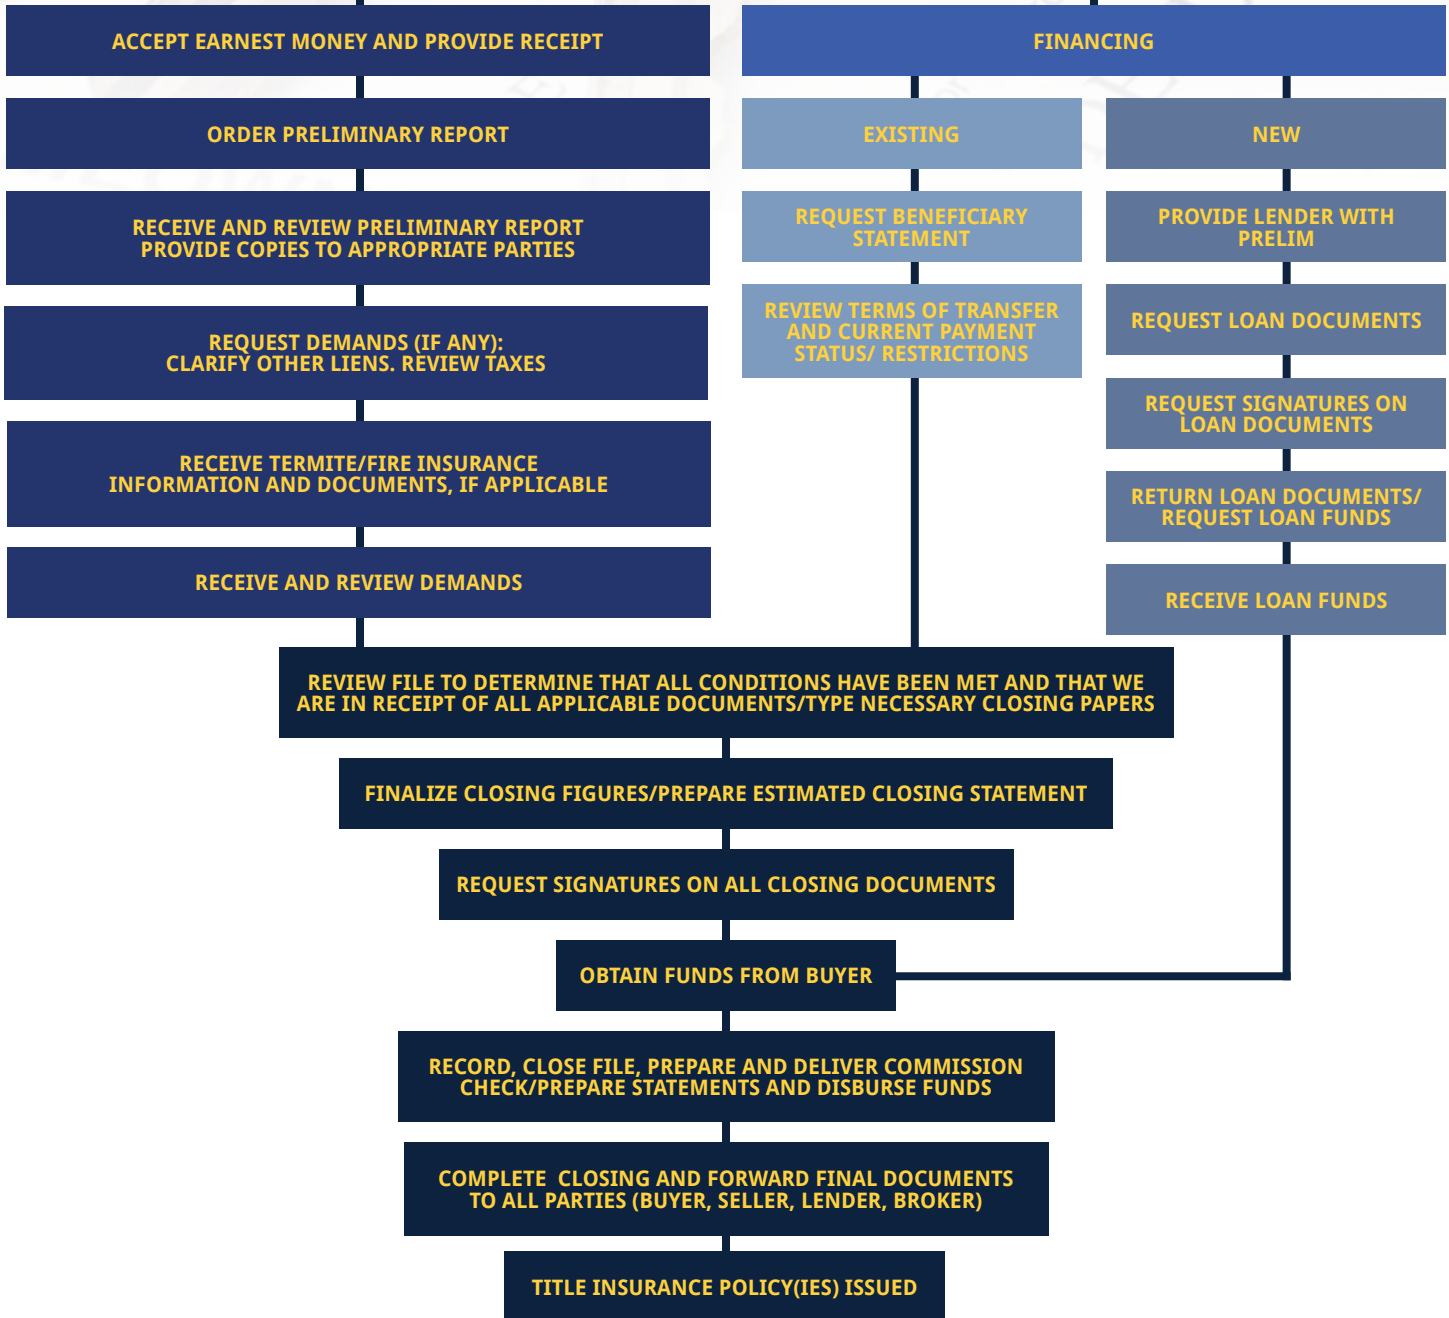 ACCEPT EARNEST MONEY AND PROVIDE RECEIPT
ORDER PRELIMINARY REPORT
RECEIVE AND REVIEW PRELIMINARY REPORT
PROVIDE COPIES TO APPROPRIATE PARTIES
REQUEST DEMANDS (IF ANY):
CLARIFY OTHER LIENS. REVIEW TAXES
RECEIVE TERMITE/FIRE INSURANCE
INFORMATION AND DOCUMENTS, IF APPLICABLE
RECEIVE AND REVIEW DEMANDS
FINANCING
EXISTING
REQUEST BENEFICIARY
STATEMENT
REVIEW TERMS OF TRANSFER
AND CURRENT PAYMENT
STATUS/ RESTRICTIONS
NEW
PROVIDE LENDER WITH
PRELIM
REQUEST LOAN DOCUMENTS
REQUEST SIGNATURES ON
LOAN DOCUMENTS
RETURN LOAN DOCUMENTS/
REQUEST LOAN FUNDS
RECEIVE LOAN FUNDS
REVIEW FILE TO DETERMINE THAT ALL CONDITIONS HAVE BEEN MET AND THAT WE
ARE IN RECEIPT OF ALL APPLICABLE DOCUMENTS/TYPE NECESSARY CLOSING PAPERS
FINALIZE CLOSING FIGURES/PREPARE ESTIMATED CLOSING STATEMENT
REQUEST SIGNATURES ON ALL CLOSING DOCUMENTS
OBTAIN FUNDS FROM BUYER
RECORD, CLOSE FILE, PREPARE AND DELIVER COMMISSION
CHECK/PREPARE STATEMENTS AND DISBURSE FUNDS
COMPLETE  CLOSING AND FORWARD FINAL DOCUMENTS
TO ALL PARTIES (BUYER, SELLER, LENDER, BROKER)
TITLE INSURANCE POLICY(IES) ISSUED